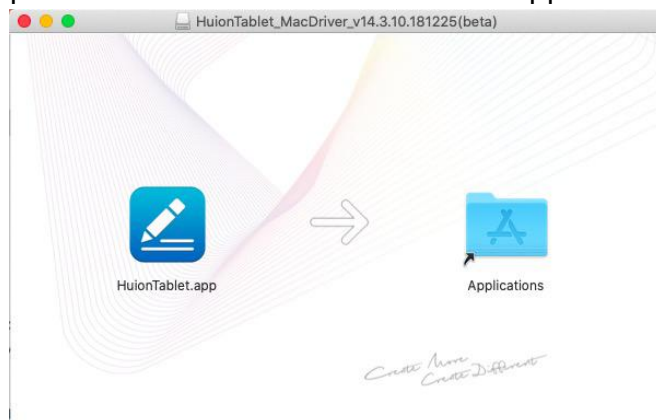 HuionTablet_MacDriver_v14.3.10.181225(beta)
HuionTablet.app
Applications
Create More
Create Different